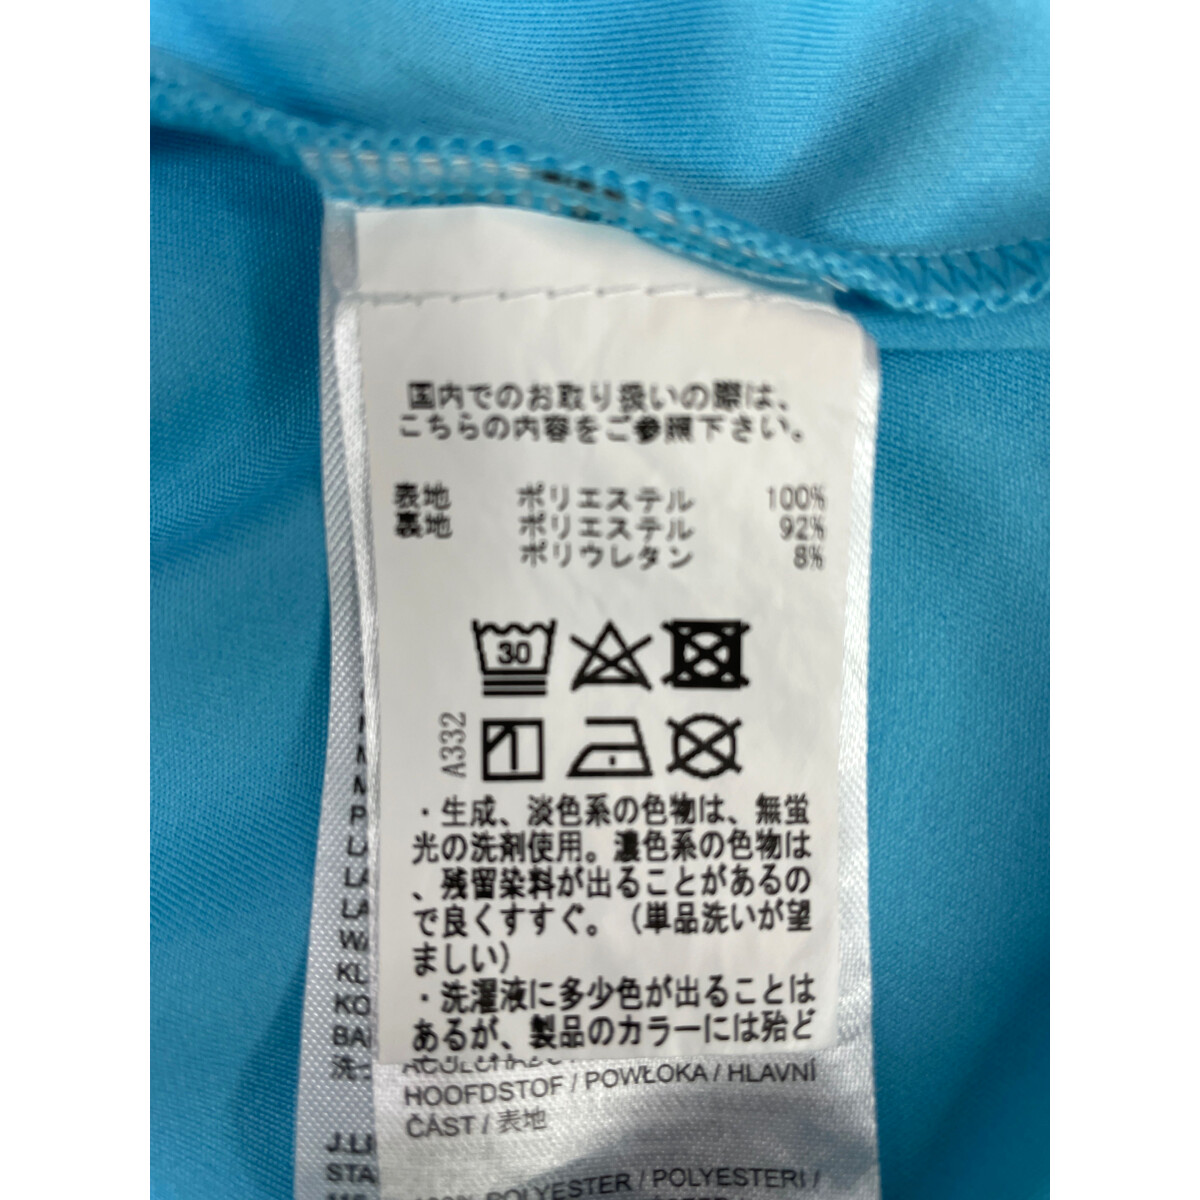 国内でのお取り扱いの際は、
こちらの内容をご参照下さい。
表地 ポリエステル 100%
裏地 ポリエステル 92%
ポリウレタン 8%
30
A332
・生成、淡色系の色物は、無蛍
光の洗剤使用。濃色系の色物は
、残留染料が出ることがあるの
で良くすすぐ。(単品洗いが望
ましい)
・洗濯液に多少色が出ることは
あるが、製品のカラーには殆ど
HOOFDSTOF / POWŁOKA / HLAVNÍ
ČÁST / 表地
POLYESTER / POLYESTERI /